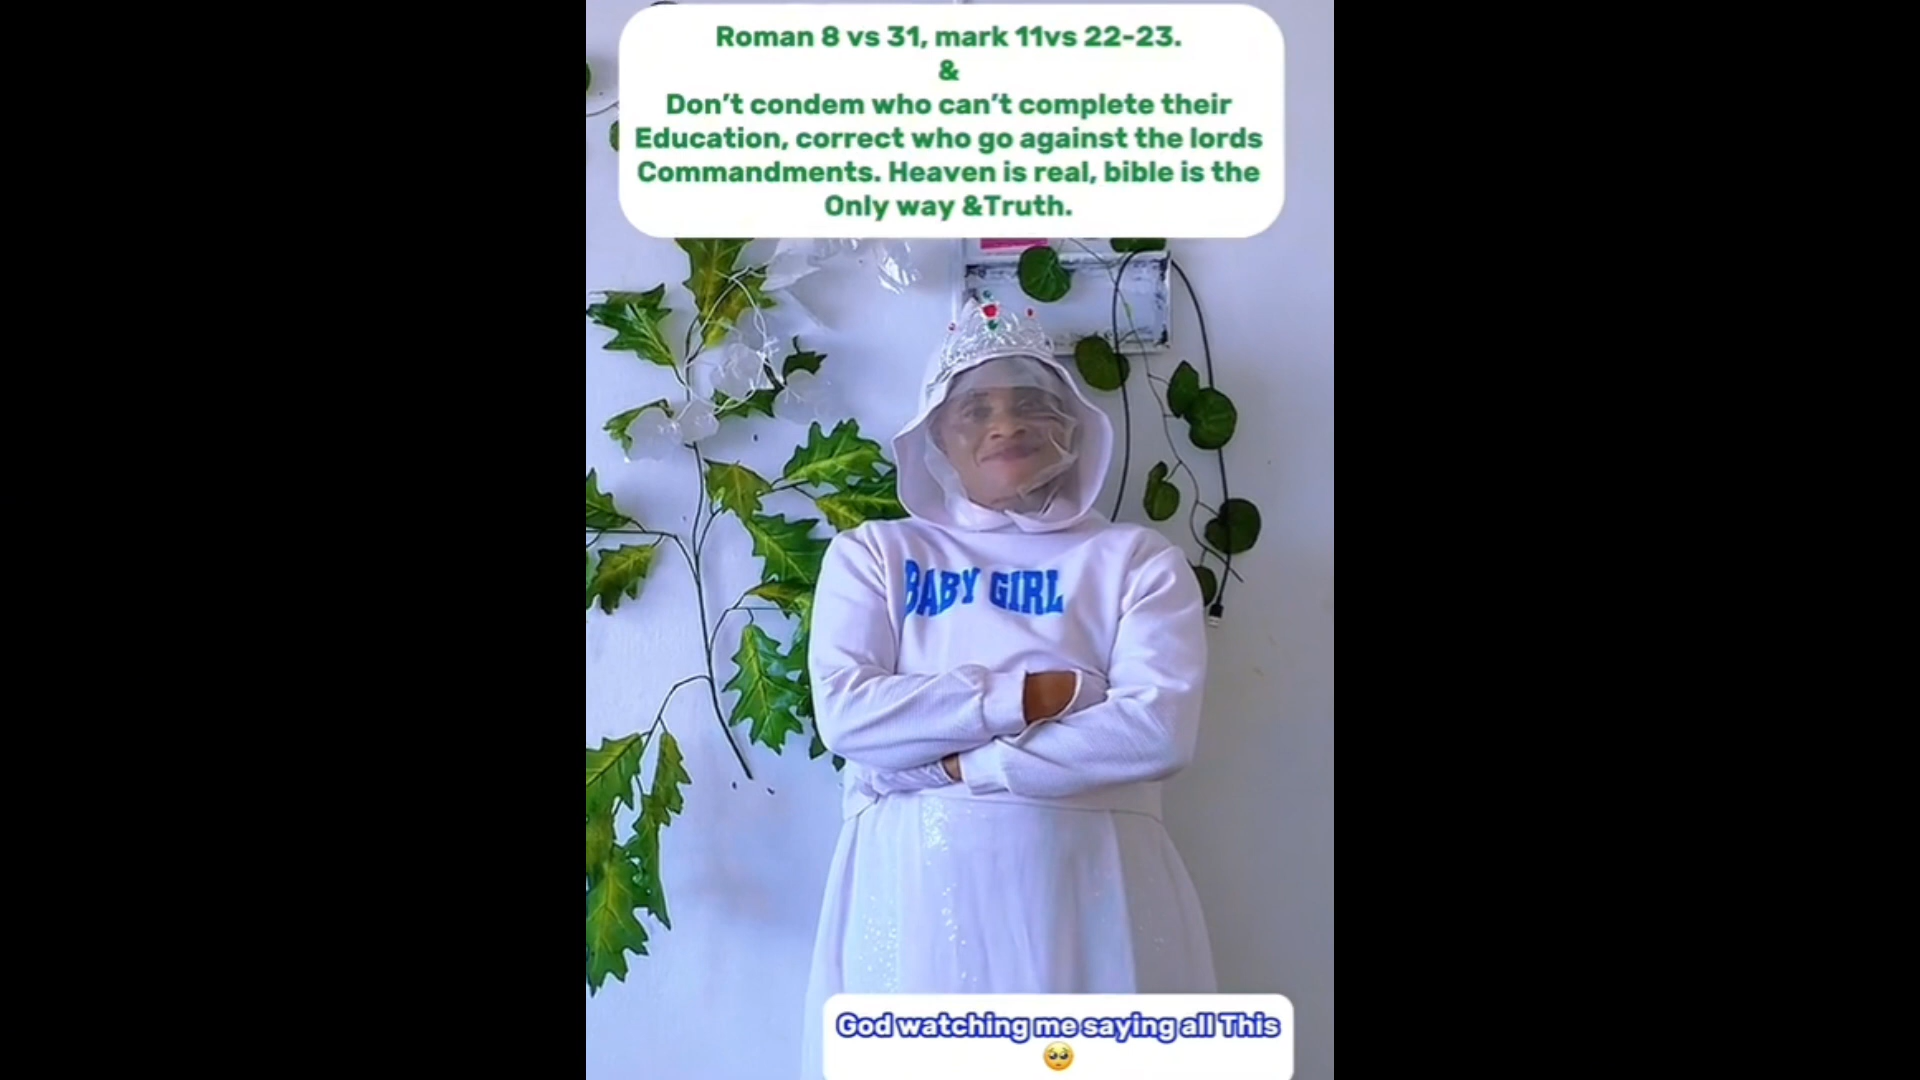 Roman 8 vs 31, mark 11vs 22-23.
&
Don't condem who can't complete their
Education, correct who go against the lords
Commandments. Heaven is real, bible is the
Only way &Truth.
BABY GIRL
God watching me saying all This
🥺